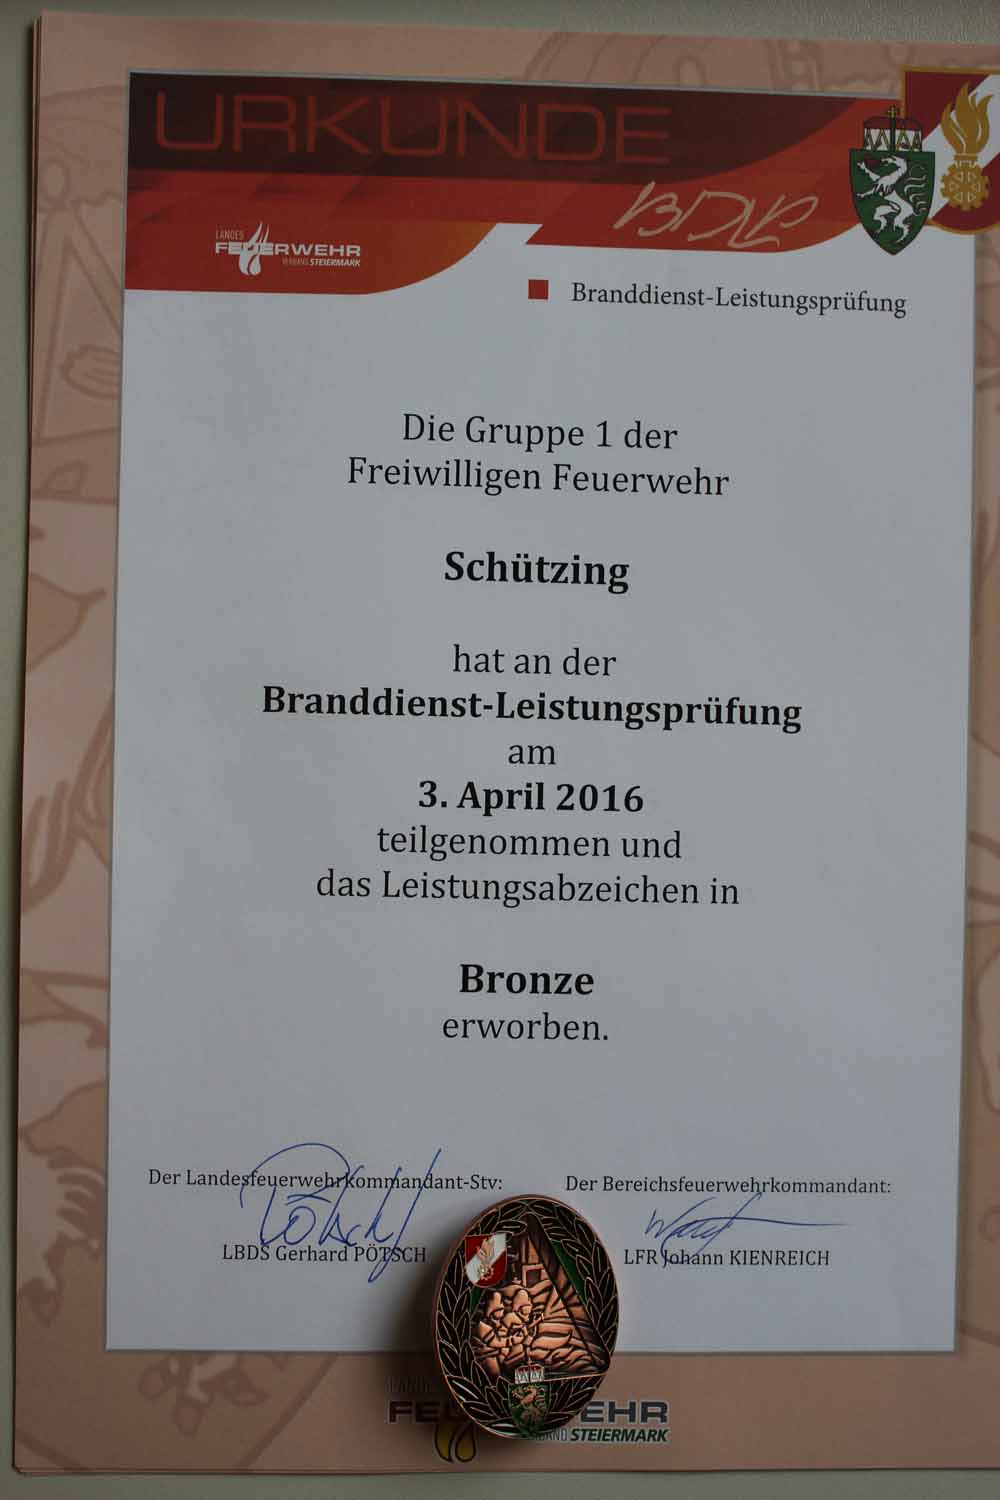 URKUNDE
BDLP
LANDES
FEUERWEHR
VERBAND STEIERMARK
Branddienst-Leistungsprüfung
Die Gruppe 1 der
Freiwilligen Feuerwehr
Schützing
hat an der
Branddienst-Leistungsprüfung
am
3. April 2016
teilgenommen und
das Leistungsabzeichen in
Bronze
erworben.
Der Landesfeuerwehrkommandant-Stv:
LBDS Gerhard PÖTSCH
Der Bereichsfeuerwehrkommandant:
LFR Johann KIENREICH
STEIERMARK